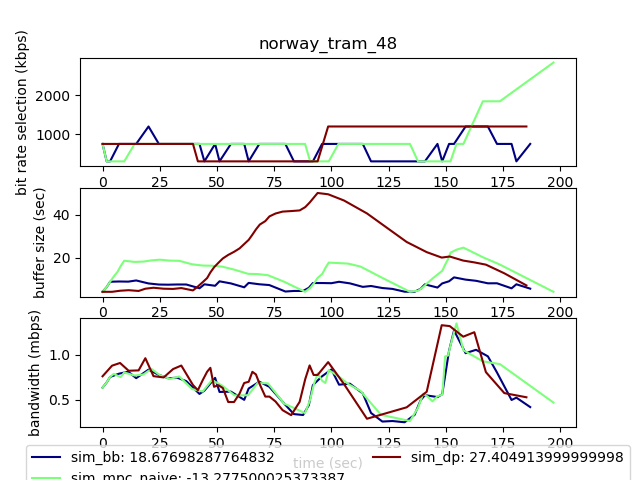 norway_tram_48
bit rate selection (kbps)
2000
1000
0 25 50 75 100 125 150 175 200
buffer size (sec)
40
20
0 25 50 75 100 125 150 175 200
bandwidth (mbps)
1.0
0.5
0 25 50 75 100 125 150 175 200
time (sec)
sim_bb: 18.67698287764832
sim_mpc_naive: -13.277500025373387
sim_dp: 27.404913999999998